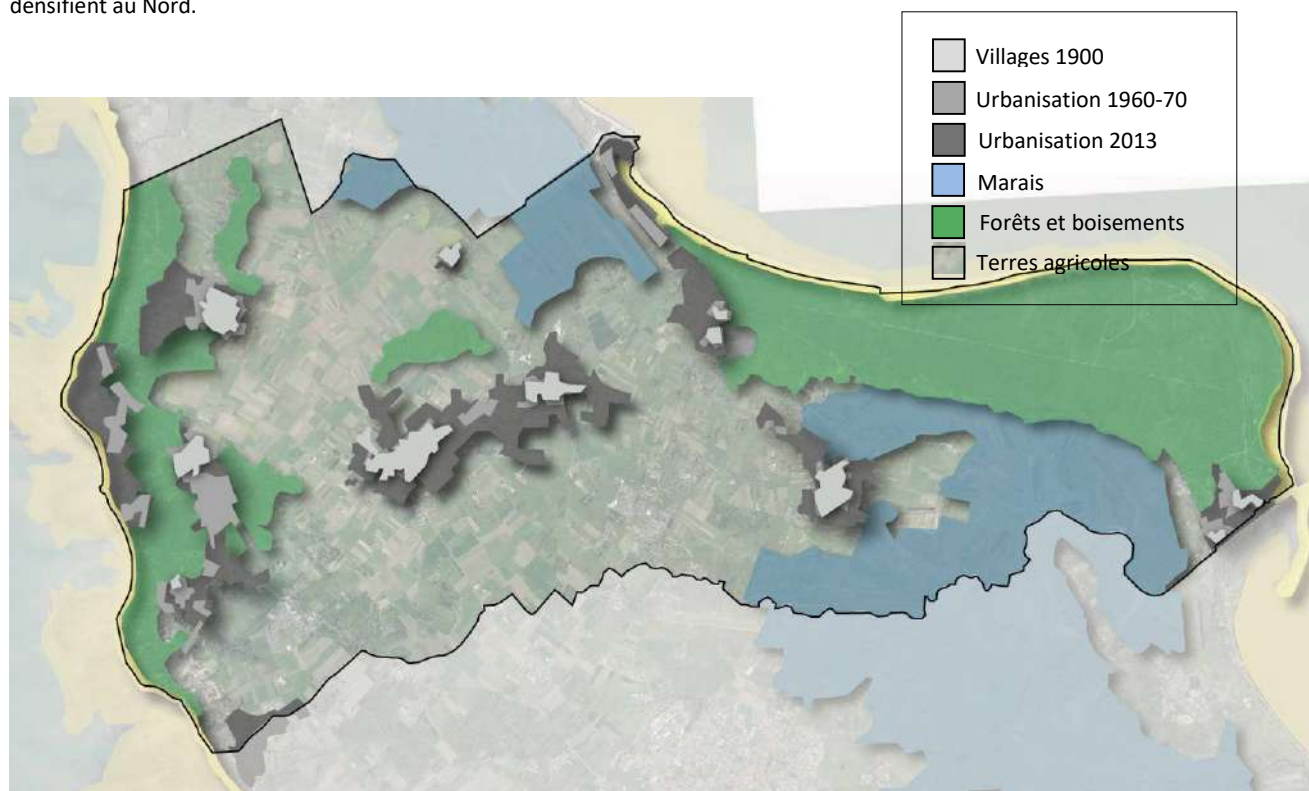 densifient au Nord.
Villages 1900
Urbanisation 1960-70
Urbanisation 2013
Marais
Forêts et boisements
Terres agricoles